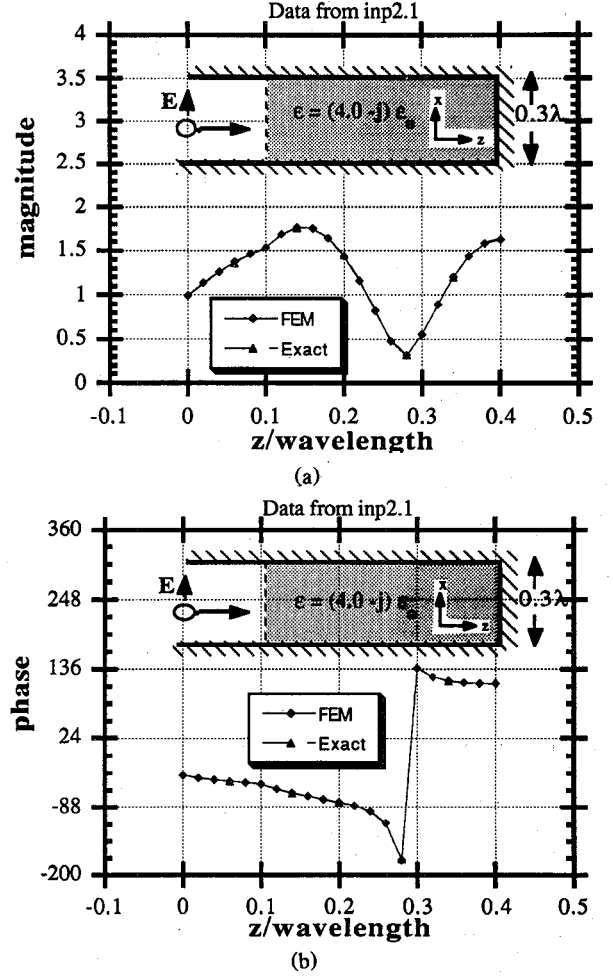 Data from inp2.1
4
3.5
3
2.5
2
1.5
1
0.5
0
magnitude
E
ε = (4.0 -j) εₒ
x
z
0.3λ
FEM
Exact
-0.1
0
0.1
0.2
0.3
0.4
0.5
z/wavelength
(a)
Data from inp2.1
360
248
136
24
-88
-200
phase
E
ε = (4.0 -j) εₒ
x
z
0.3λ
FEM
Exact
-0.1
0
0.1
0.2
0.3
0.4
0.5
z/wavelength
(b)